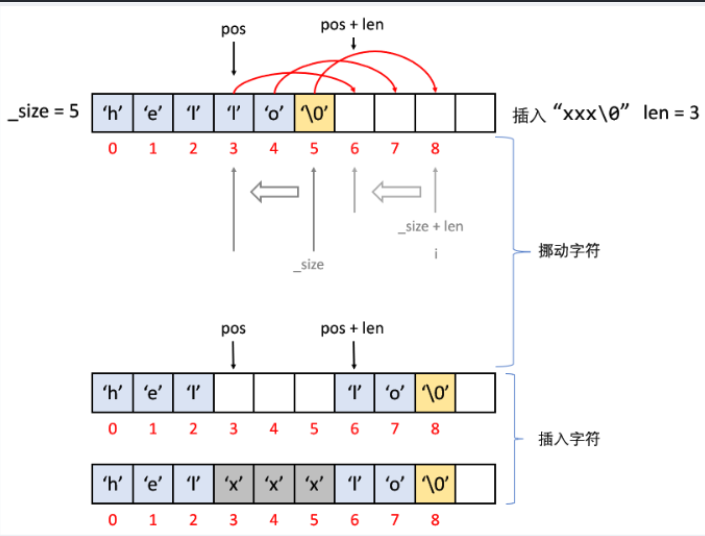 pos
pos + len
_size = 5
'h' 'e' 'l' 'l' 'o' '\0'
插入 “xxx\0” len = 3
0 1 2 3 4 5 6 7 8
_size + len
_size
i
挪动字符
pos
pos + len
'h' 'e' 'l' 'l' 'o' '\0'
0 1 2 3 4 5 6 7 8
插入字符
'h' 'e' 'l' 'x' 'x' 'x' 'l' 'o' '\0'
0 1 2 3 4 5 6 7 8